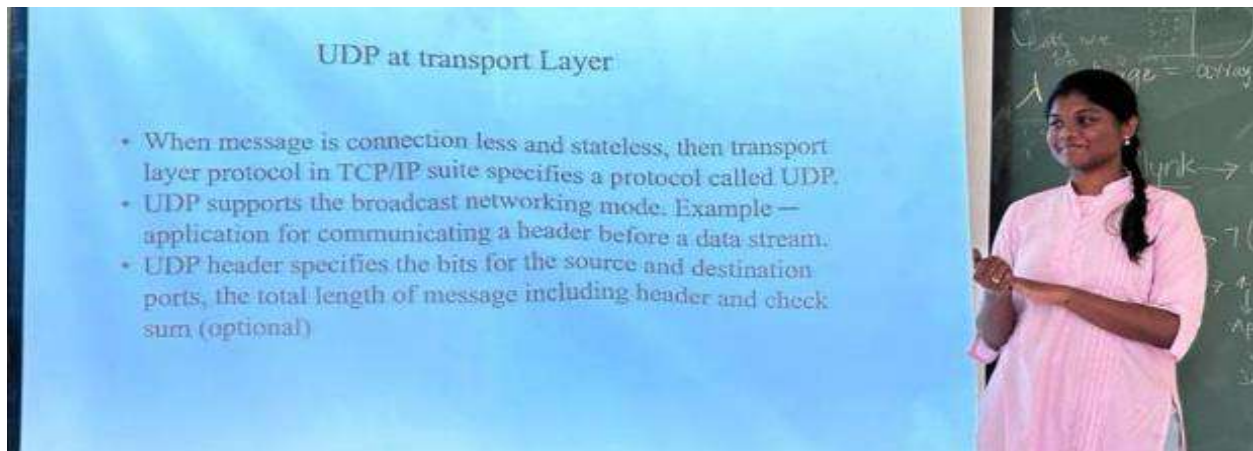 UDP at transport Layer
• When message is connection less and stateless, then transport
layer protocol in TCP/IP suite specifies a protocol called UDP.
• UDP supports the broadcast networking mode. Example —
application for communicating a header before a data stream.
• UDP header specifies the bits for the source and destination
ports, the total length of message including header and check
sum (optional)
= array
λ